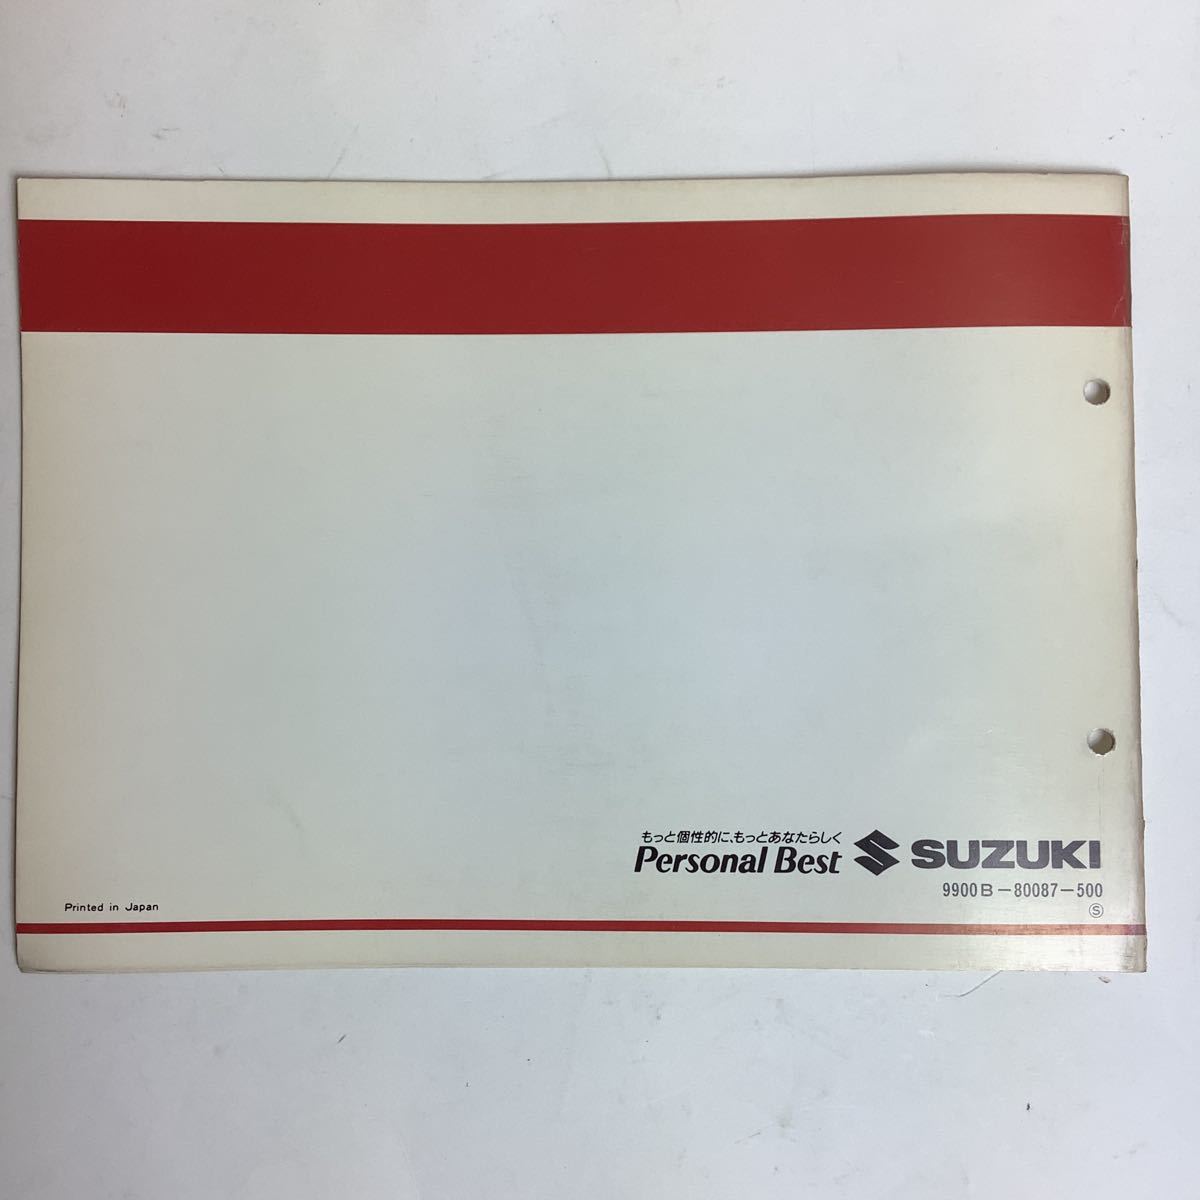 もっと個性的に、もっとあなたらしく
Personal Best SUZUKI
9900B-80087-500
Ⓢ
Printed in Japan